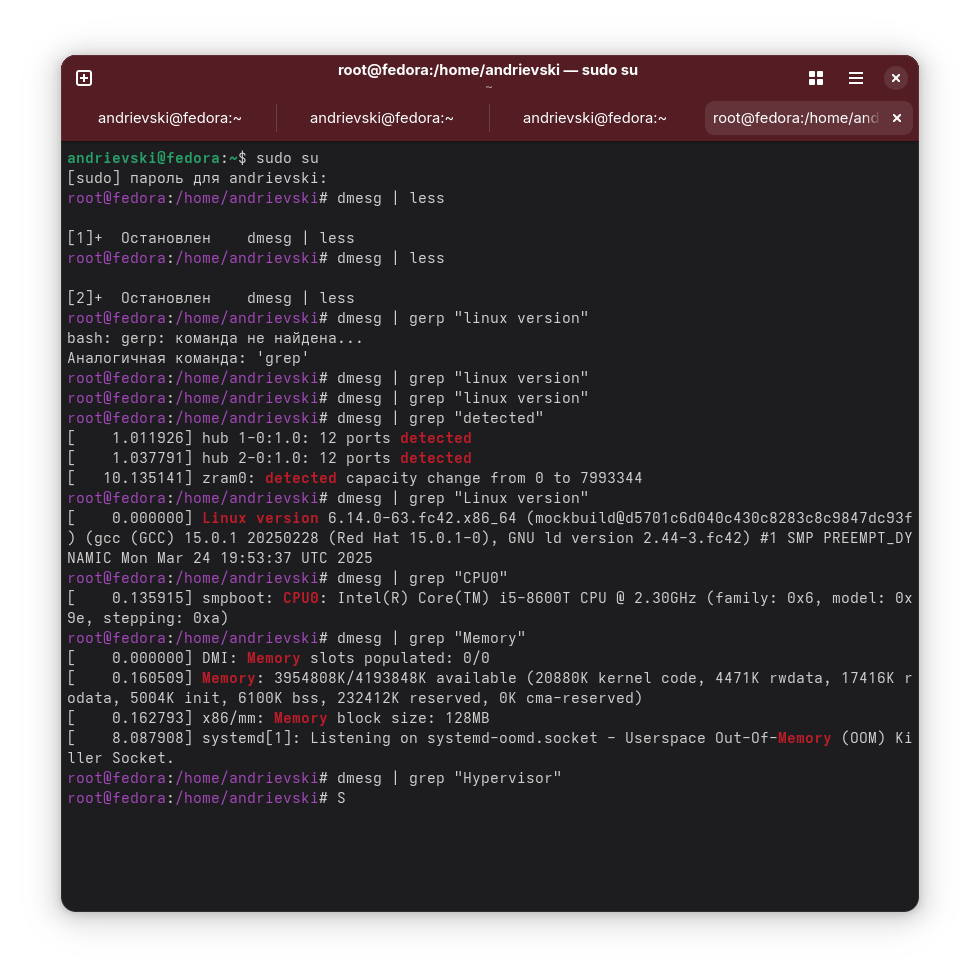 root@fedora:/home/andrievski — sudo su
~
andrievski@fedora:~
andrievski@fedora:~
andrievski@fedora:~
root@fedora:/home/and
andrievski@fedora:~$ sudo su
[sudo] пароль для andrievski:
root@fedora:/home/andrievski# dmesg | less
[1]+  Остановлен    dmesg | less
root@fedora:/home/andrievski# dmesg | less
[2]+  Остановлен    dmesg | less
root@fedora:/home/andrievski# dmesg | gerp "linux version"
bash: gerp: команда не найдена...
Аналогичная команда: 'grep'
root@fedora:/home/andrievski# dmesg | grep "linux version"
root@fedora:/home/andrievski# dmesg | grep "linux version"
root@fedora:/home/andrievski# dmesg | grep "detected"
[    1.011926] hub 1-0:1.0: 12 ports detected
[    1.037791] hub 2-0:1.0: 12 ports detected
[   10.135141] zram0: detected capacity change from 0 to 7993344
root@fedora:/home/andrievski# dmesg | grep "Linux version"
[    0.000000] Linux version 6.14.0-63.fc42.x86_64 (mockbuild@d5701c6d040c430c8283c8c9847dc93f
) (gcc (GCC) 15.0.1 20250228 (Red Hat 15.0.1-0), GNU ld version 2.44-3.fc42) #1 SMP PREEMPT_DY
NAMIC Mon Mar 24 19:53:37 UTC 2025
root@fedora:/home/andrievski# dmesg | grep "CPU0"
[    0.135915] smpboot: CPU0: Intel(R) Core(TM) i5-8600T CPU @ 2.30GHz (family: 0x6, model: 0x
9e, stepping: 0xa)
root@fedora:/home/andrievski# dmesg | grep "Memory"
[    0.000000] DMI: Memory slots populated: 0/0
[    0.160509] Memory: 3954808K/4193848K available (20880K kernel code, 4471K rwdata, 17416K r
odata, 5004K init, 6100K bss, 232412K reserved, 0K cma-reserved)
[    0.162793] x86/mm: Memory block size: 128MB
[    8.087908] systemd[1]: Listening on systemd-oomd.socket - Userspace Out-Of-Memory (OOM) Ki
ller Socket.
root@fedora:/home/andrievski# dmesg | grep "Hypervisor"
root@fedora:/home/andrievski# S